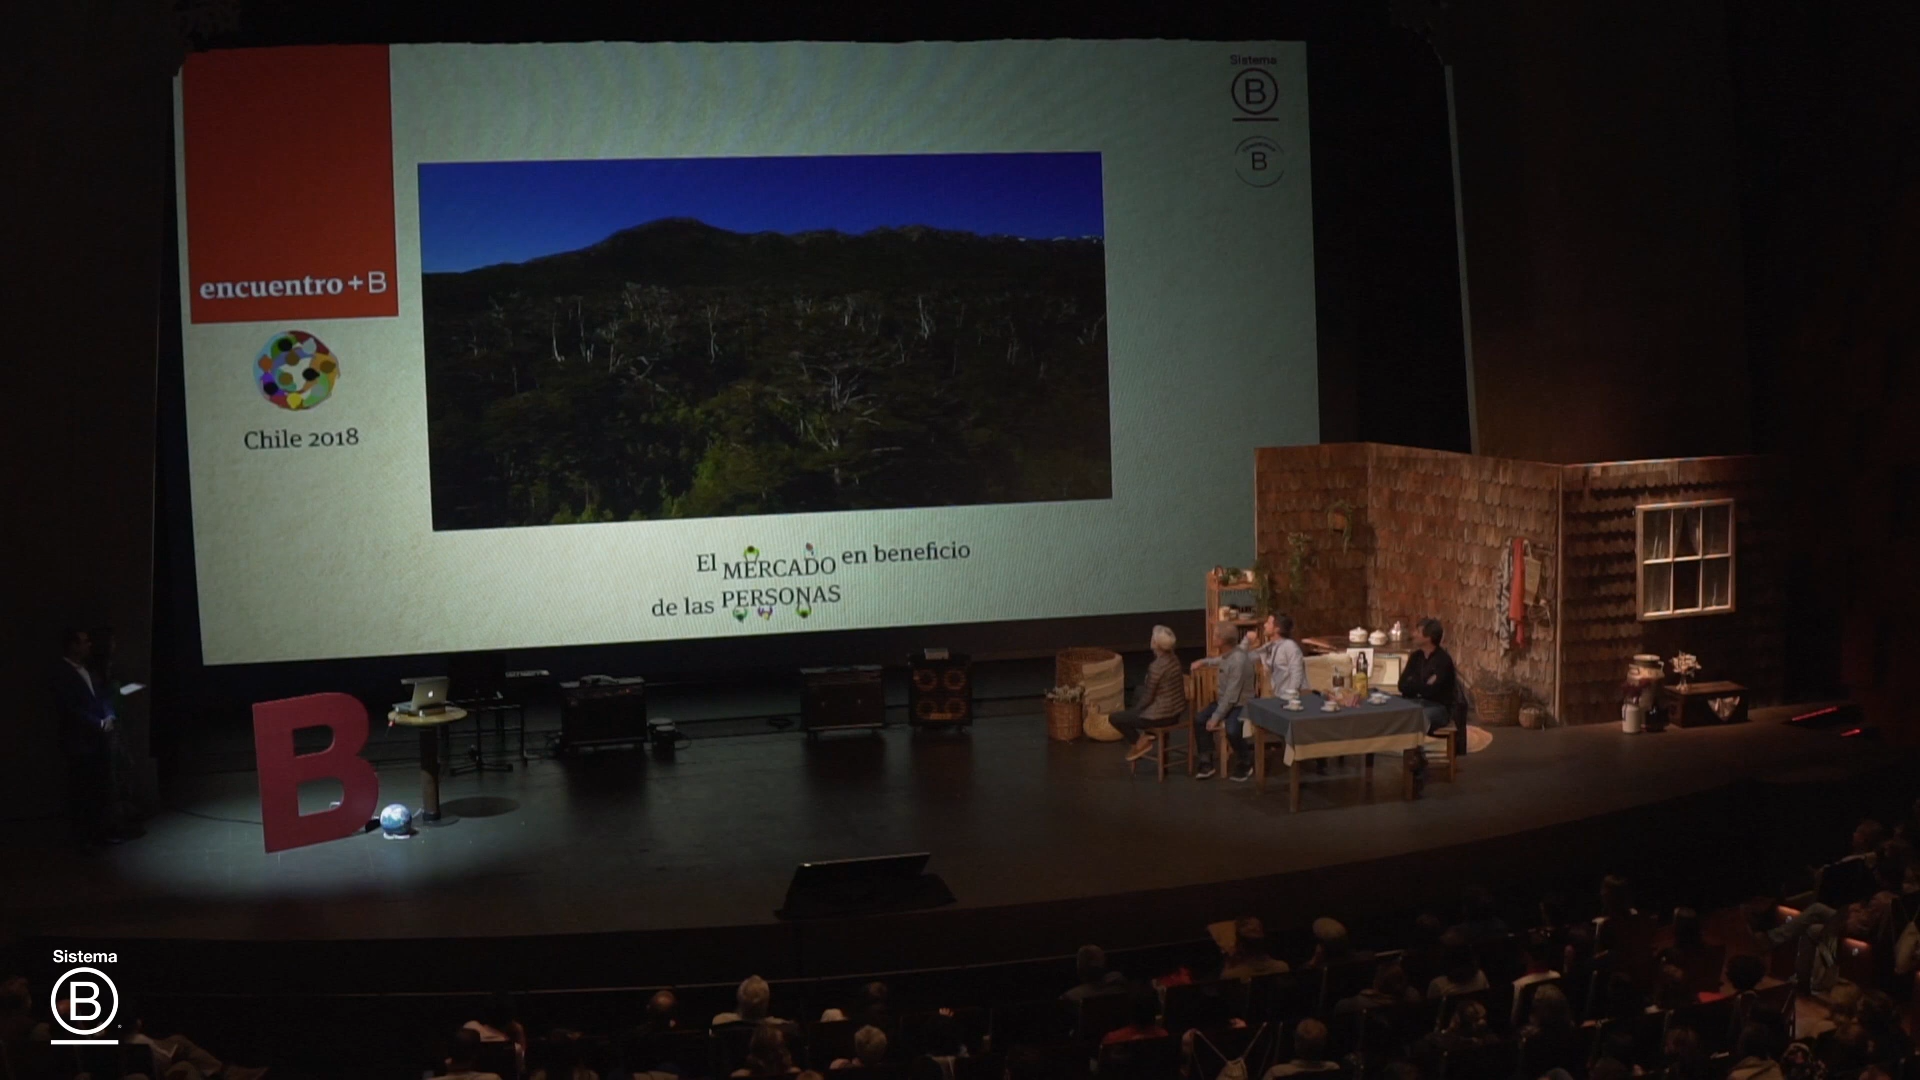 encuentro+B
Chile 2018
Sistema
B
B
El MERCADO en beneficio
de las PERSONAS
B
Sistema
B